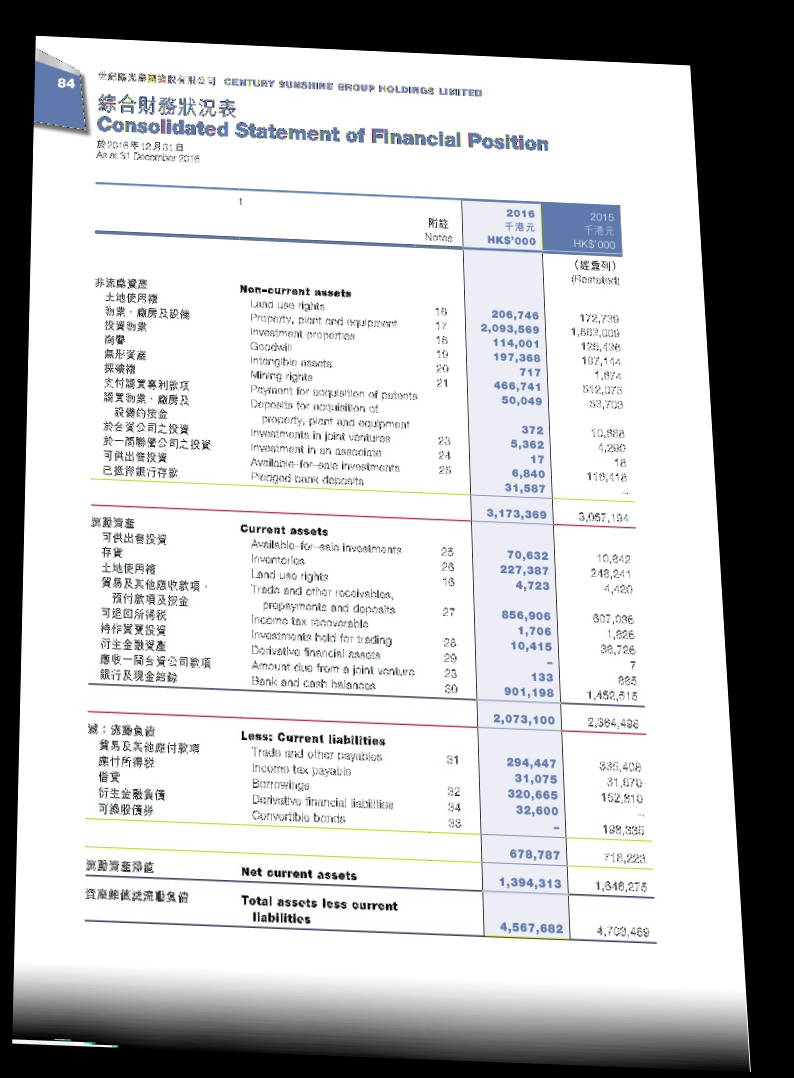 84
世紀陽光集團控股有限公司 CENTURY SUNSHINE GROUP HOLDINGS LIMITED
綜合財務狀況表
Consolidated Statement of Financial Position
於2016年12月31日
As at 31 December 2016
t
附註 Notes 2016 千港元 HK$'000 2015 千港元 HK$'000
(經重列) (Restated)
非流動資產 Non-current assets
土地使用權 Land use rights 16 206,746 172,739
物業、廠房及設備 Property, plant and equipment 17 2,093,569
投資物業 Investment properties 18 114,001 125,436
商譽 Goodwill 19 197,368 197,144
無形資產 Intangible assets 20 717 1,674
採礦權 Mining rights 21 466,741 512,075
支付購買專利款項 Payment for acquisition of patents 50,049 53,703
購買物業、廠房及 Deposits for acquisition of
設備的按金 property, plant and equipment 372
於合資公司之投資 Investments in joint ventures 23 5,362 4,290
於一間聯營公司之投資 Investment in an associate 24 17 18
可供出售投資 Available-for-sale investments 25 6,840
已抵押銀行存款 Pledged bank deposits 31,587 –
3,173,369 3,057,194
流動資產 Current assets
可供出售投資 Available-for-sale investments 25 70,632 10,842
存貨 Inventories 26 227,387 248,241
土地使用權 Land use rights 16 4,723 4,420
貿易及其他應收款項、 Trade and other receivables,
預付款項及按金 prepayments and deposits 27 856,906 607,036
可退回所得稅 Income tax recoverable 1,706 1,826
持作買賣投資 Investments held for trading 28 10,415 38,726
衍生金融資產 Derivative financial assets 29 – 7
應收一間合資公司款項 Amount due from a joint venture 23 133 885
銀行及現金結餘 Bank and cash balances 30 901,198 1,452,515
2,073,100 2,364,498
減：流動負債 Less: Current liabilities
貿易及其他應付款項 Trade and other payables 31 294,447 335,408
應付所得稅 Income tax payable 31,075 31,670
借貸 Borrowings 32 320,665 152,810
衍生金融負債 Derivative financial liabilities 34 32,600 –
可換股債券 Convertible bonds 33 – 198,335
678,787 718,223
流動資產淨值 Net current assets 1,394,313 1,646,275
資產總值減流動負債 Total assets less current
liabilities 4,567,682 4,703,469